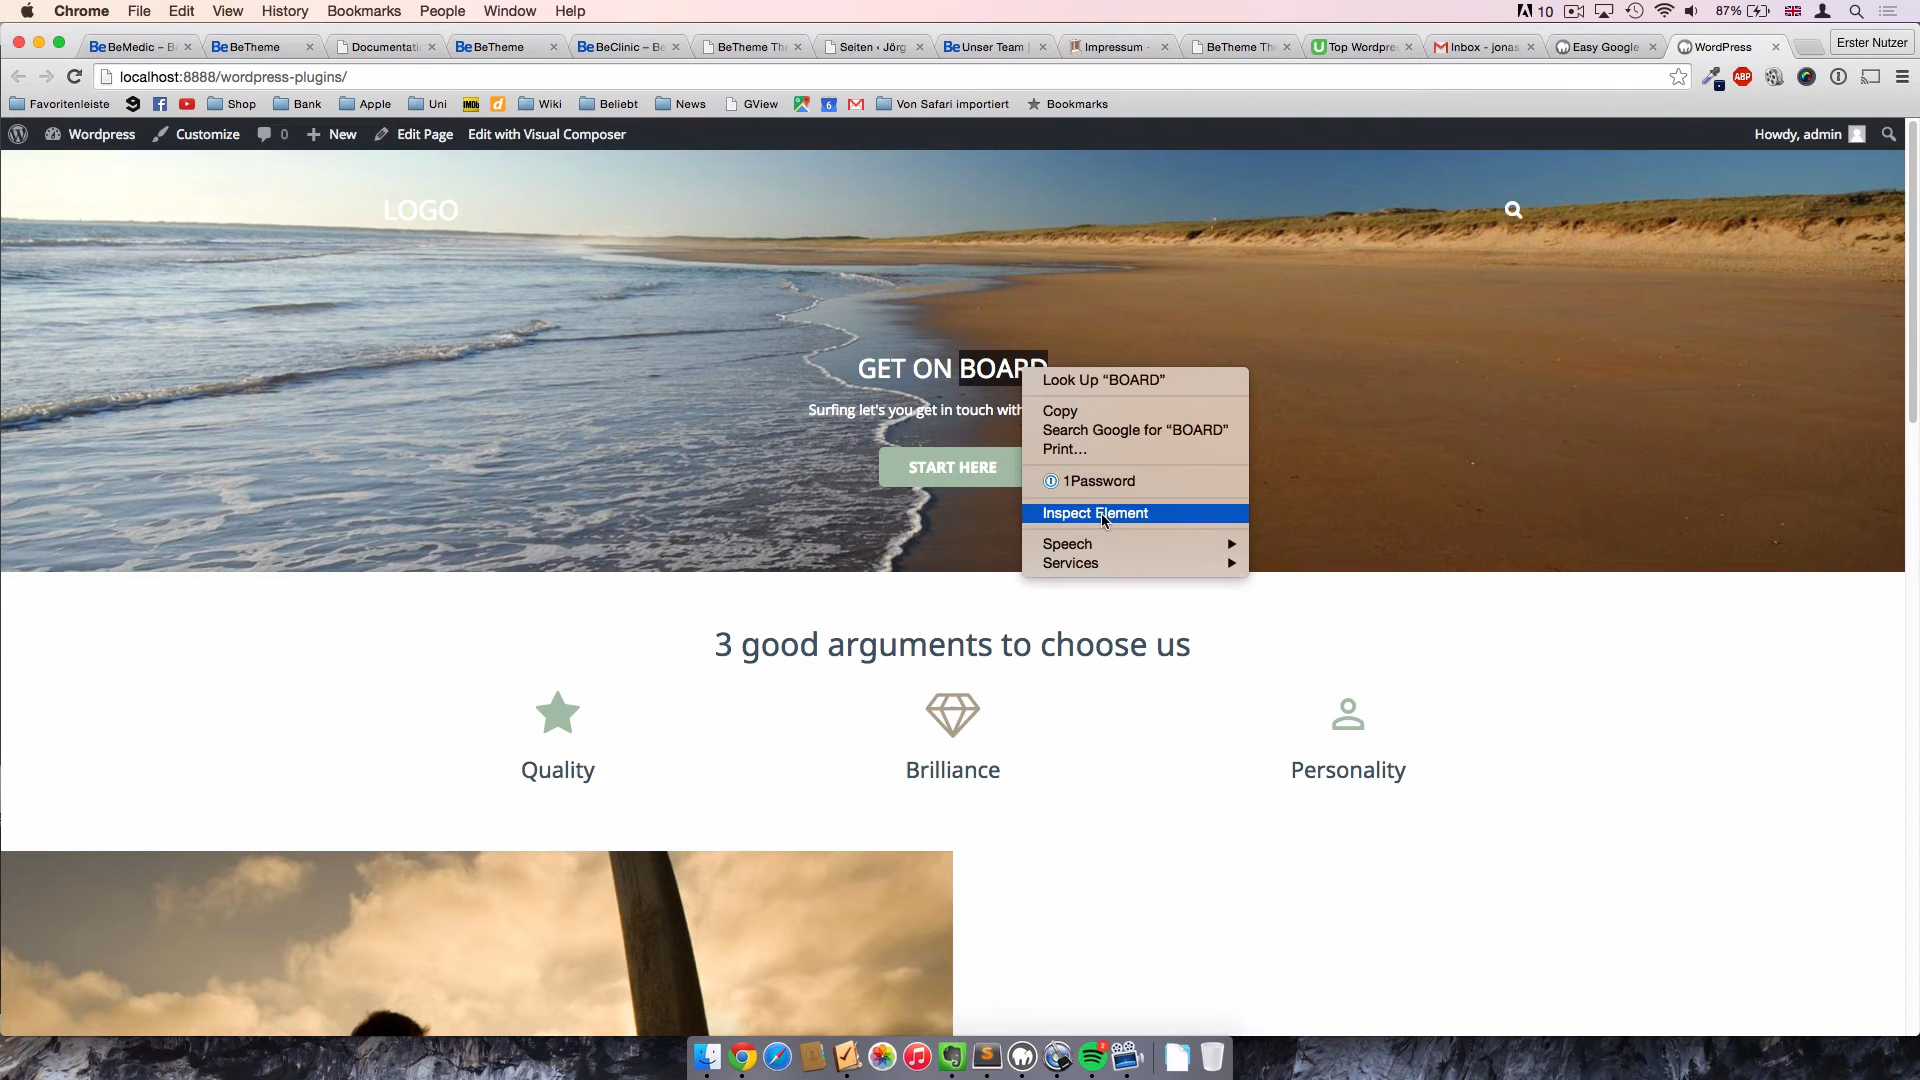 Chrome File Edit View History Bookmarks People Window Help 10 87%
BeMedic – B BeTheme Documentati BeTheme BeClinic – Be BeTheme Th Seiten ‹ Jörg Unser Team | Impressum - BeTheme Th Top Wordpre Inbox - jonas Easy Google WordPress Erster Nutzer
localhost:8888/wordpress-plugins/
Favoritenleiste Shop Bank Apple Uni Wiki Beliebt News GView Von Safari importiert Bookmarks
Wordpress Customize 0 New Edit Page Edit with Visual Composer Howdy, admin
LOGO
GET ON BOARD
Surfing let's you get in touch with
START HERE
Look Up “BOARD”
Copy
Search Google for “BOARD”
Print…
1Password
Inspect Element
Speech
Services
3 good arguments to choose us
Quality Brilliance Personality